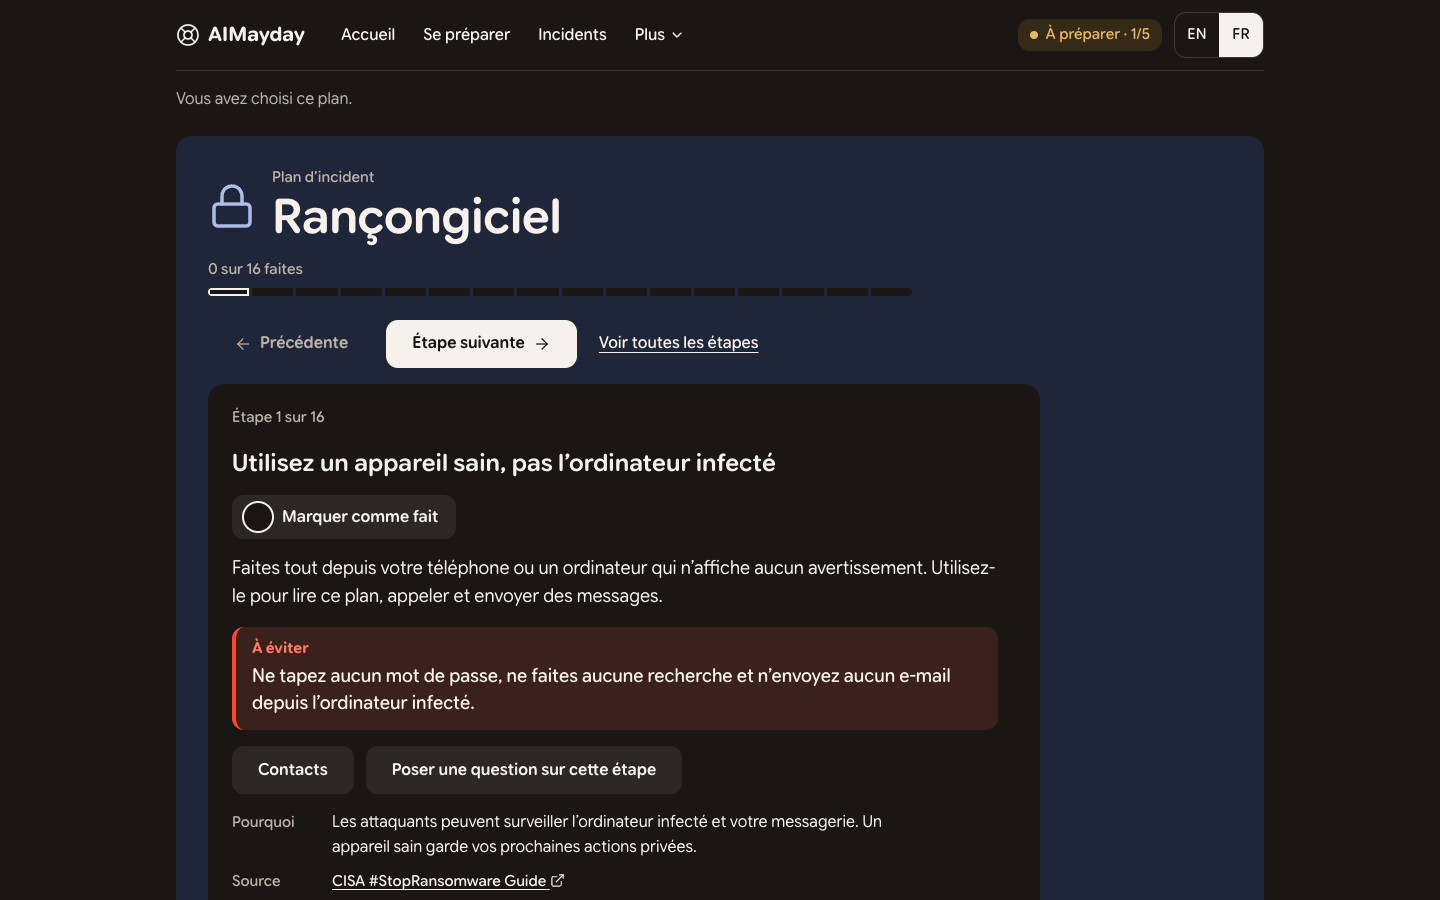 AIMayday
Accueil
Se préparer
Incidents
Plus
À préparer · 1/5
EN
FR
Vous avez choisi ce plan.
Plan d’incident
Rançongiciel
0 sur 16 faites
Précédente
Étape suivante
Voir toutes les étapes
Étape 1 sur 16
Utilisez un appareil sain, pas l’ordinateur infecté
Marquer comme fait
Faites tout depuis votre téléphone ou un ordinateur qui n’affiche aucun avertissement. Utilisez-
le pour lire ce plan, appeler et envoyer des messages.
À éviter
Ne tapez aucun mot de passe, ne faites aucune recherche et n’envoyez aucun e-mail
depuis l’ordinateur infecté.
Contacts
Poser une question sur cette étape
Pourquoi
Les attaquants peuvent surveiller l’ordinateur infecté et votre messagerie. Un
appareil sain garde vos prochaines actions privées.
Source
CISA #StopRansomware Guide